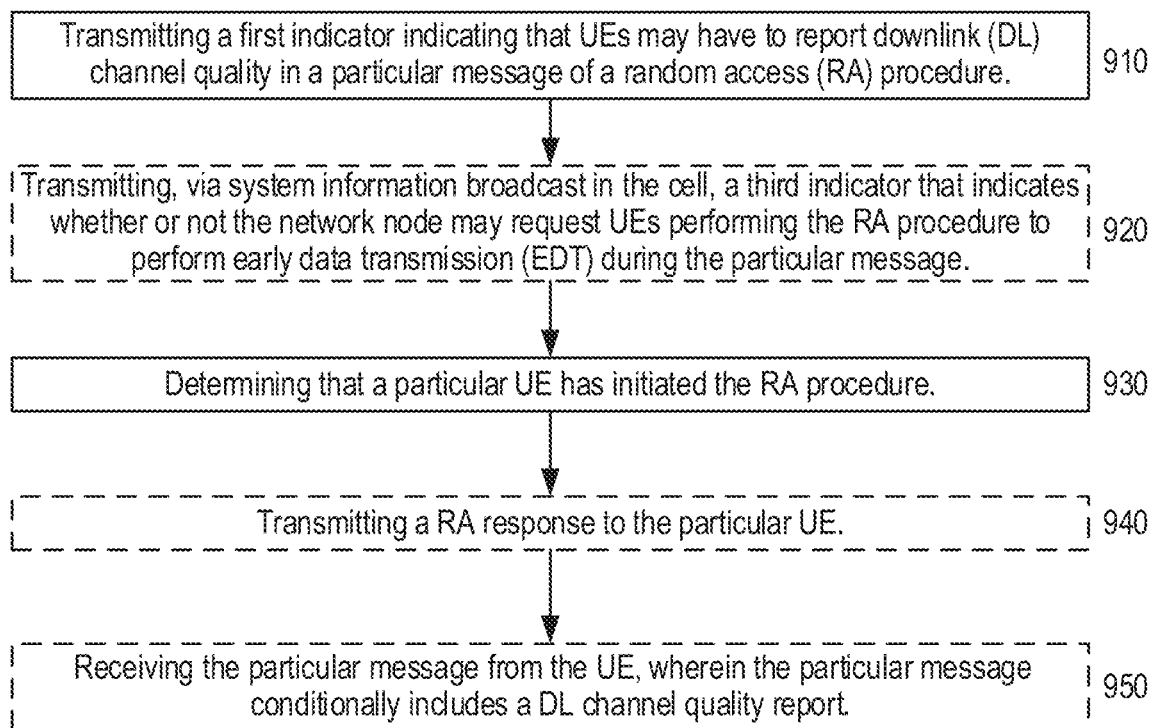 Transmitting a first indicator indicating that UEs may have to report downlink (DL)
channel quality in a particular message of a random access (RA) procedure.
910
Transmitting, via system information broadcast in the cell, a third indicator that indicates
whether or not the network node may request UEs performing the RA procedure to
perform early data transmission (EDT) during the particular message.
920
Determining that a particular UE has initiated the RA procedure.
930
Transmitting a RA response to the particular UE.
940
Receiving the particular message from the UE, wherein the particular message
conditionally includes a DL channel quality report.
950